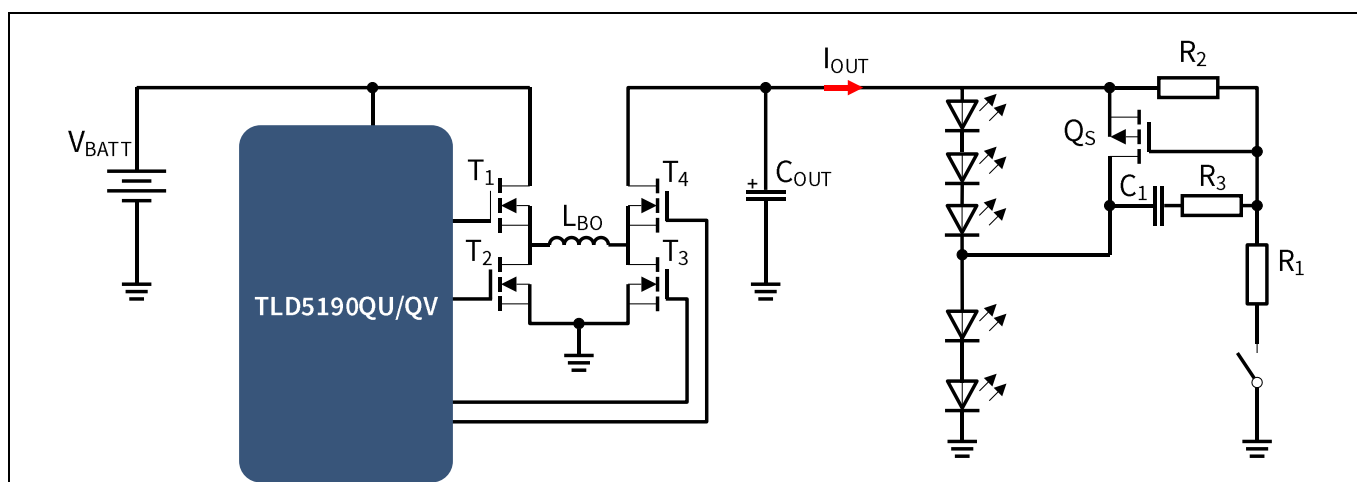 I_OUT
R_2
V_BATT
T_1
T_4
C_OUT
Q_S
+
C_1
R_3
L_BO
T_2
T_3
R_1
TLD5190QU/QV